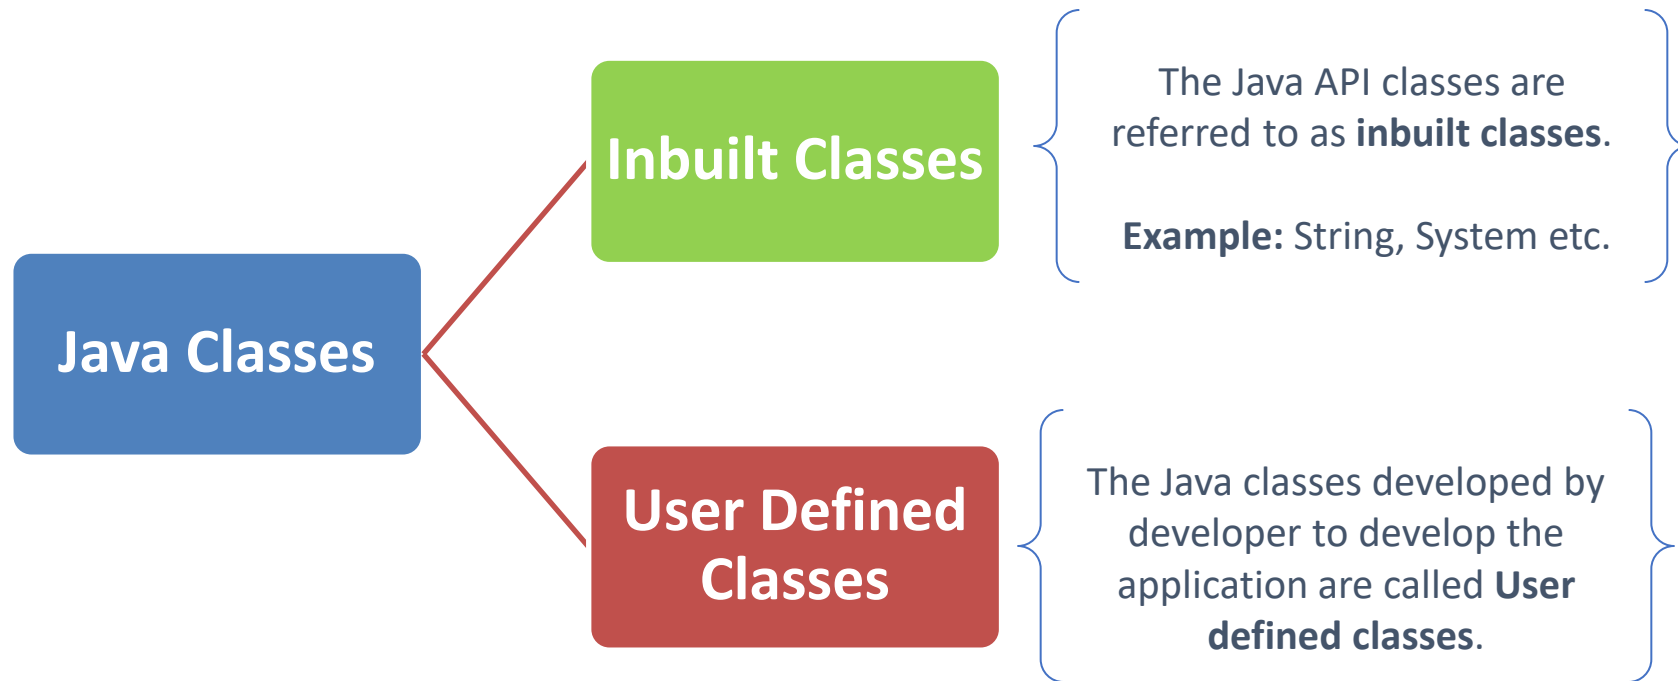 Java Classes
Inbuilt Classes
The Java API classes are
referred to as inbuilt classes.
Example: String, System etc.
User Defined
Classes
The Java classes developed by
developer to develop the
application are called User
defined classes.